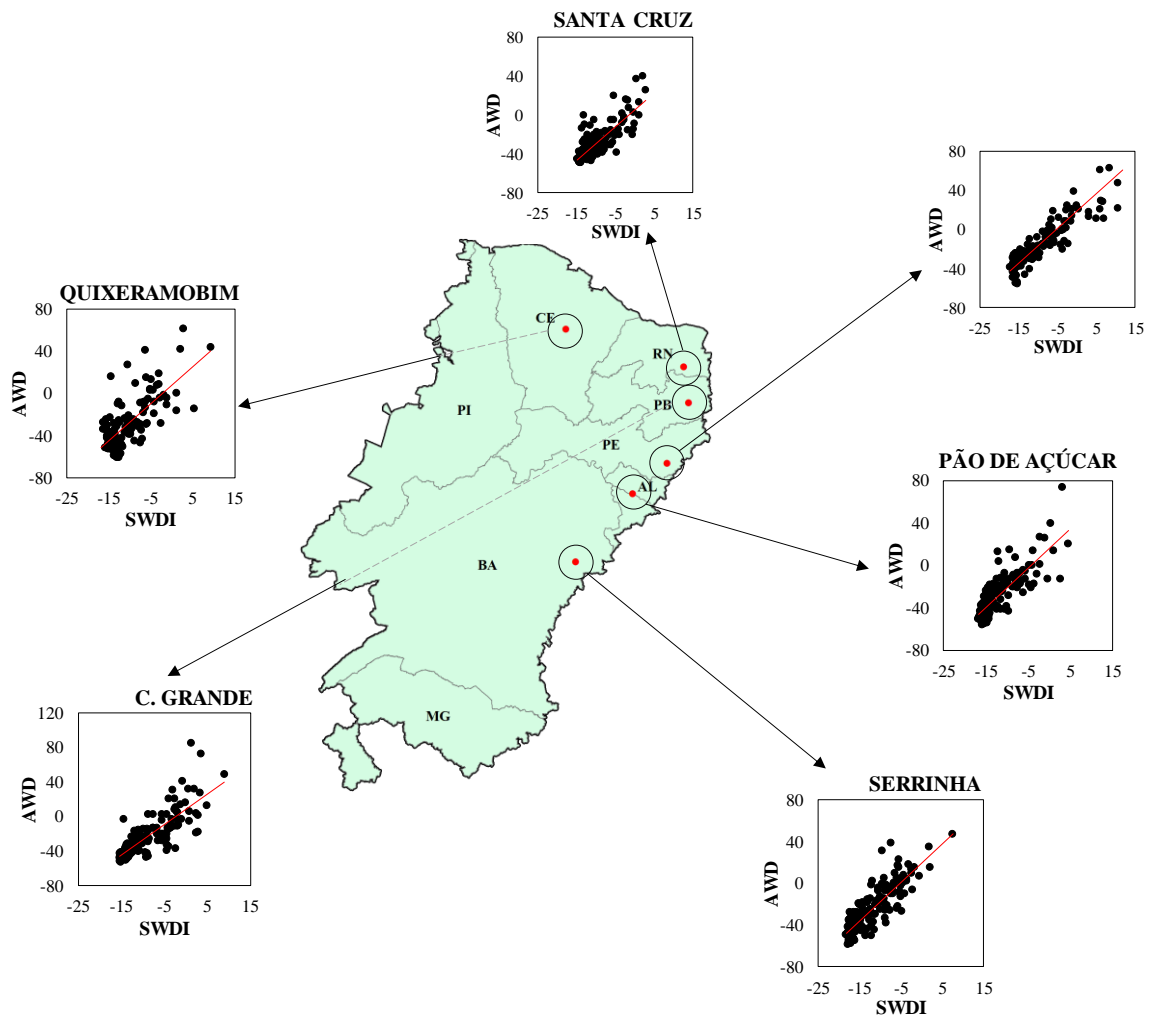 SANTA CRUZ
80
40
0
-40
-80
AWD
-25 -15 -5 5 15
SWDI
80
40
0
-40
-80
AWD
-25 -15 -5 5 15
SWDI
QUIXERAMOBIM
80
40
0
-40
-80
AWD
-25 -15 -5 5 15
SWDI
CE
RN
PB
PI
PE
AL
BA
MG
PÃO DE AÇÚCAR
80
40
0
-40
-80
AWD
-25 -15 -5 5 15
SWDI
C. GRANDE
120
80
40
0
-40
-80
AWD
-25 -15 -5 5 15
SWDI
SERRINHA
80
40
0
-40
-80
AWD
-25 -15 -5 5 15
SWDI